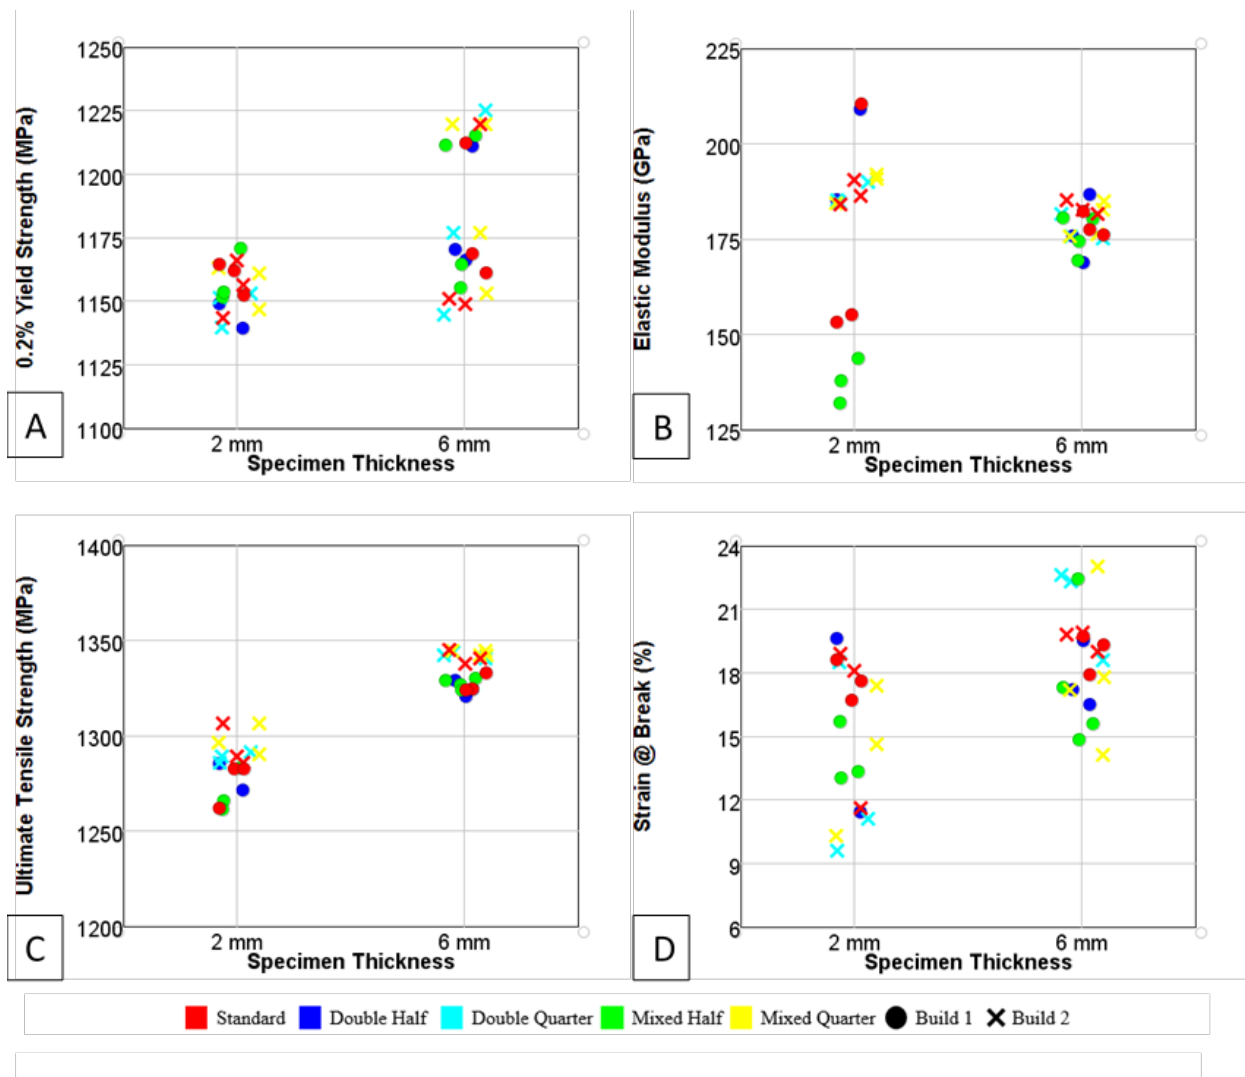 1250
1225
1200
1175
1150
1125
1100
0.2% Yield Strength (MPa)
2 mm
6 mm
Specimen Thickness
A
225
200
175
150
125
Elastic Modulus (GPa)
2 mm
6 mm
Specimen Thickness
B
1400
1350
1300
1250
1200
Ultimate Tensile Strength (MPa)
2 mm
6 mm
Specimen Thickness
C
24
21
18
15
12
9
6
Strain @ Break (%)
2 mm
6 mm
Specimen Thickness
D
Standard Double Half Double Quarter Mixed Half Mixed Quarter Build 1 Build 2